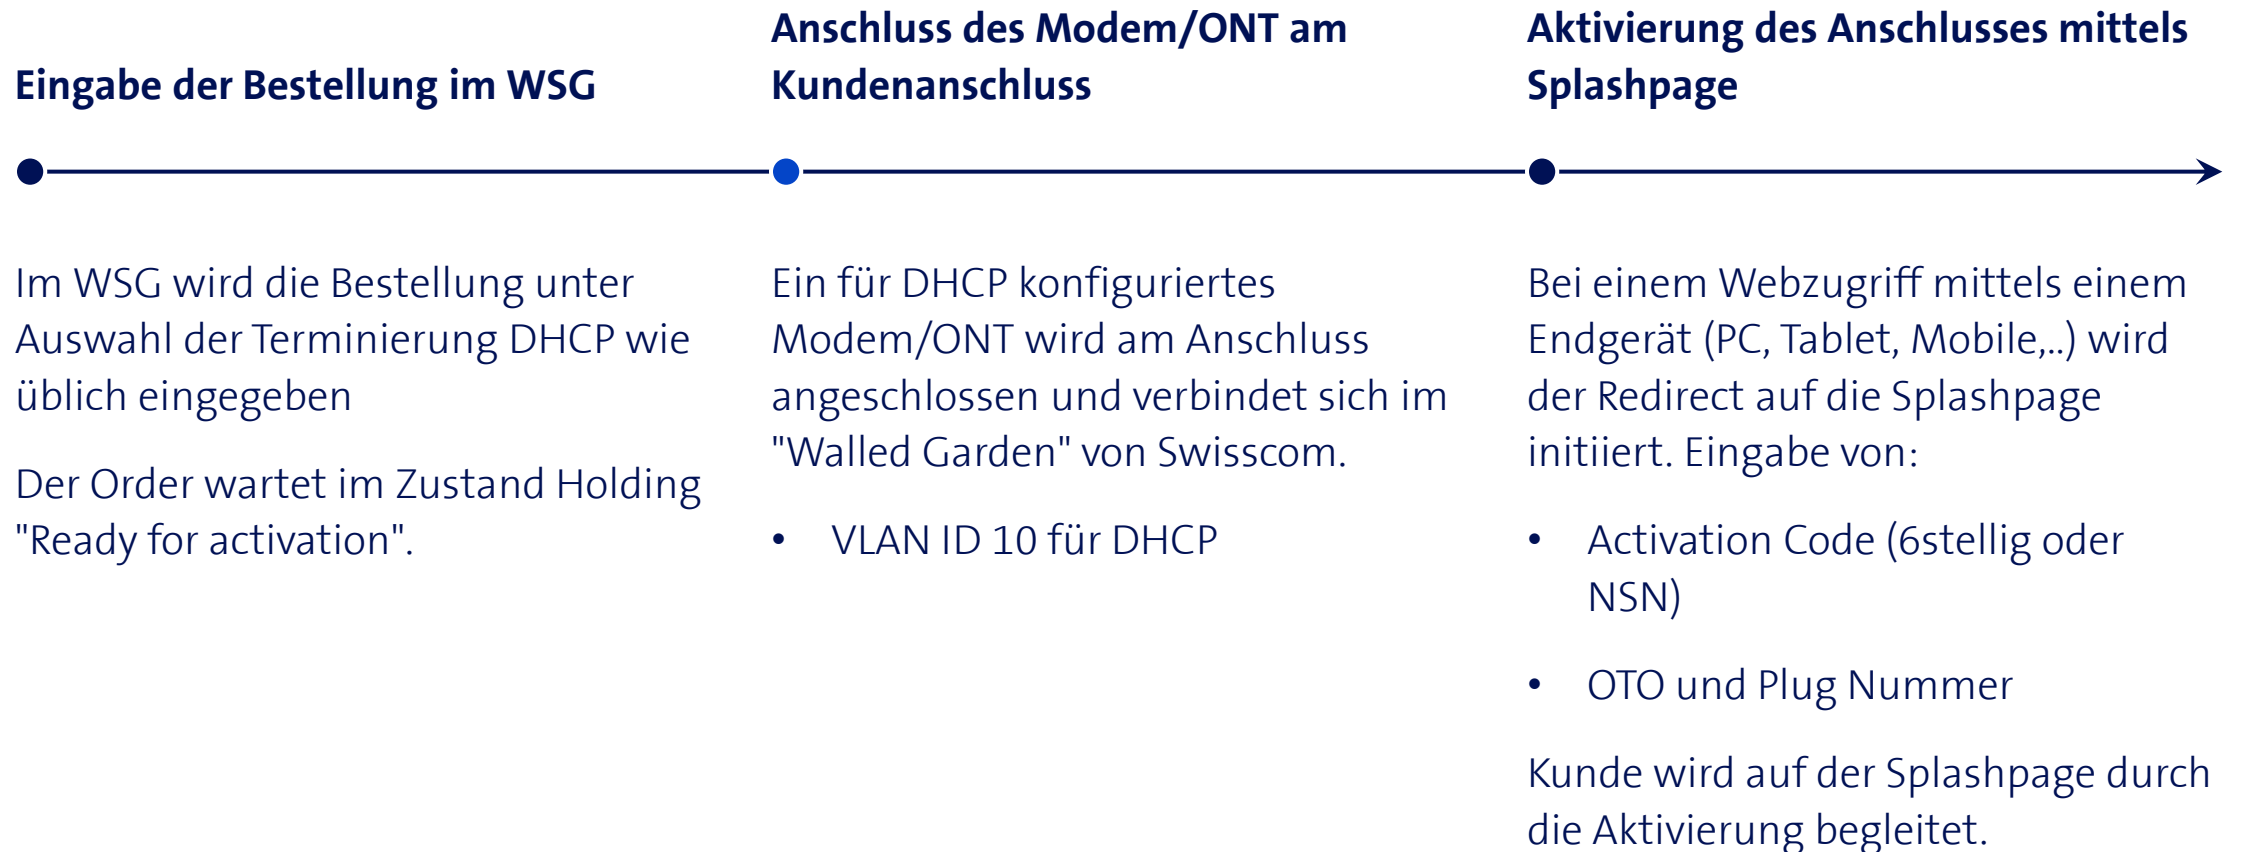 Eingabe der Bestellung im WSG
Im WSG wird die Bestellung unter
Auswahl der Terminierung DHCP wie
üblich eingegeben
Der Order wartet im Zustand Holding
"Ready for activation".
Anschluss des Modem/ONT am
Kundenanschluss
Ein für DHCP konfiguriertes
Modem/ONT wird am Anschluss
angeschlossen und verbindet sich im
"Walled Garden" von Swisscom.
• VLAN ID 10 für DHCP
Aktivierung des Anschlusses mittels
Splashpage
Bei einem Webzugriff mittels einem
Endgerät (PC, Tablet, Mobile,..) wird
der Redirect auf die Splashpage
initiiert. Eingabe von:
• Activation Code (6stellig oder
NSN)
• OTO und Plug Nummer
Kunde wird auf der Splashpage durch
die Aktivierung begleitet.